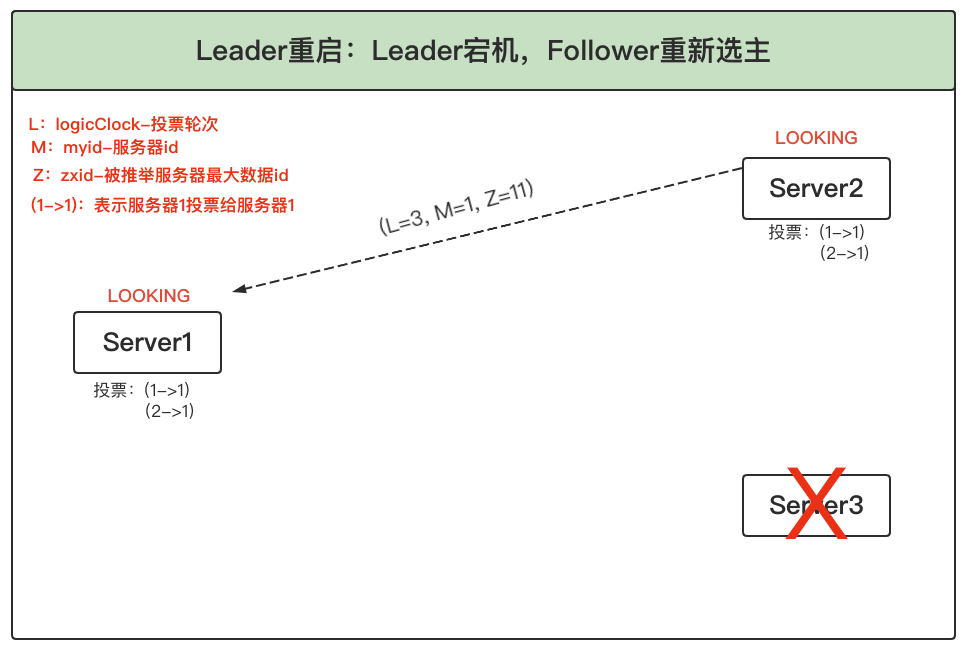 Leader重启：Leader宕机，Follower重新选主
L：logicClock-投票轮次
M：myid-服务器id
Z：zxid-被推举服务器最大数据id
(1->1)：表示服务器1投票给服务器1
LOOKING
Server2
投票：(1->1)
(2->1)
(L=3, M=1, Z=11)
LOOKING
Server1
投票：(1->1)
(2->1)
Server3